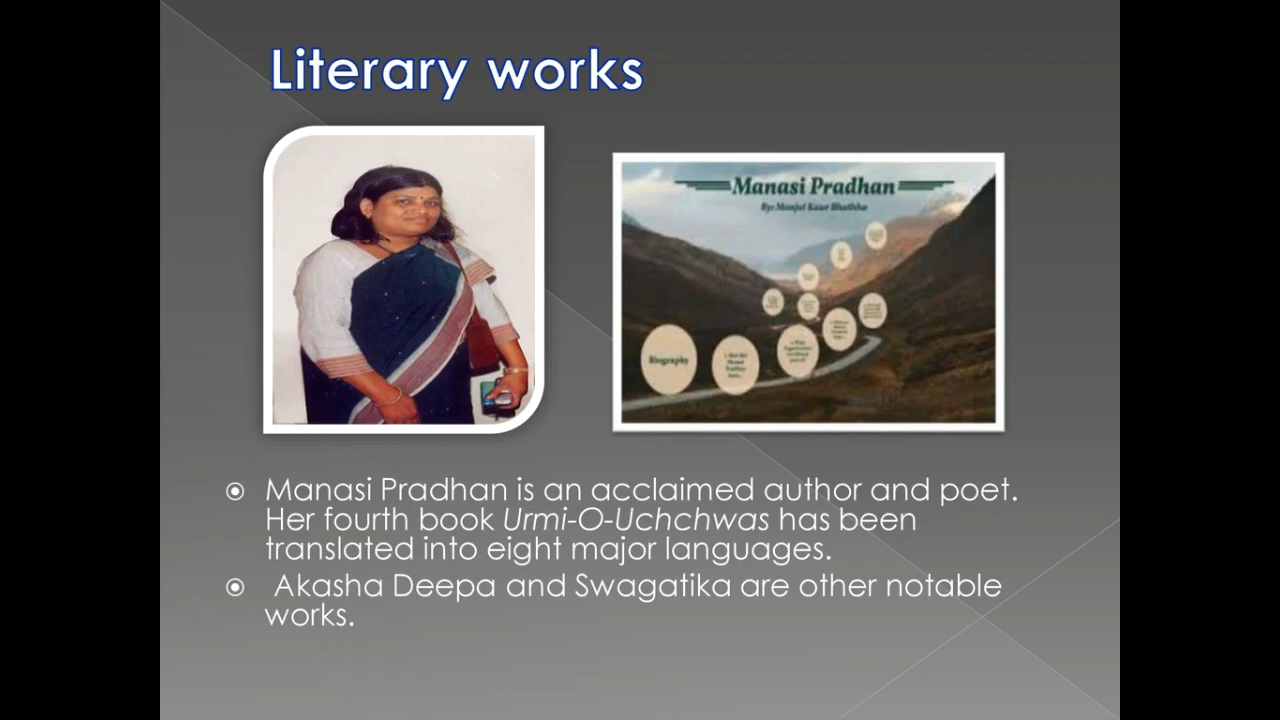 Literary works
Manasi Pradhan
By: Manjot Kaur
Biography
Manasi Pradhan is an acclaimed author and poet.
Her fourth book Urmi-O-Uchchwas has been
translated into eight major languages.
Akasha Deepa and Swagatika are other notable
works.